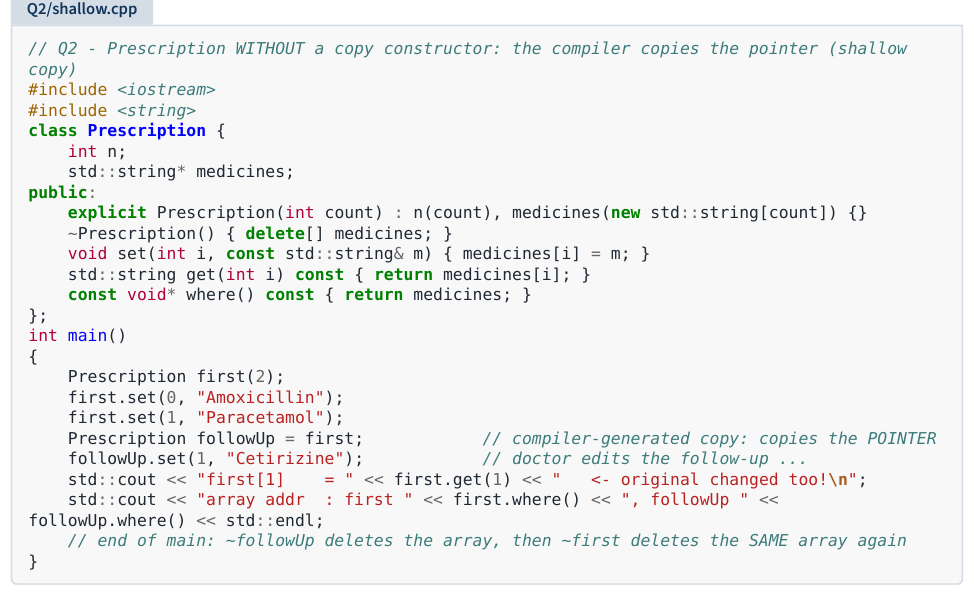 Q2/shallow.cpp
// Q2 - Prescription WITHOUT a copy constructor: the compiler copies the pointer (shallow
copy)
#include <iostream>
#include <string>
class Prescription {
    int n;
    std::string* medicines;
public:
    explicit Prescription(int count) : n(count), medicines(new std::string[count]) {}
    ~Prescription() { delete[] medicines; }
    void set(int i, const std::string& m) { medicines[i] = m; }
    std::string get(int i) const { return medicines[i]; }
    const void* where() const { return medicines; }
};
int main()
{
    Prescription first(2);
    first.set(0, "Amoxicillin");
    first.set(1, "Paracetamol");
    Prescription followUp = first;            // compiler-generated copy: copies the POINTER
    followUp.set(1, "Cetirizine");            // doctor edits the follow-up ...
    std::cout << "first[1]    = " << first.get(1) << "   <- original changed too!\n";
    std::cout << "array addr  : first " << first.where() << ", followUp " <<
followUp.where() << std::endl;
    // end of main: ~followUp deletes the array, then ~first deletes the SAME array again
}